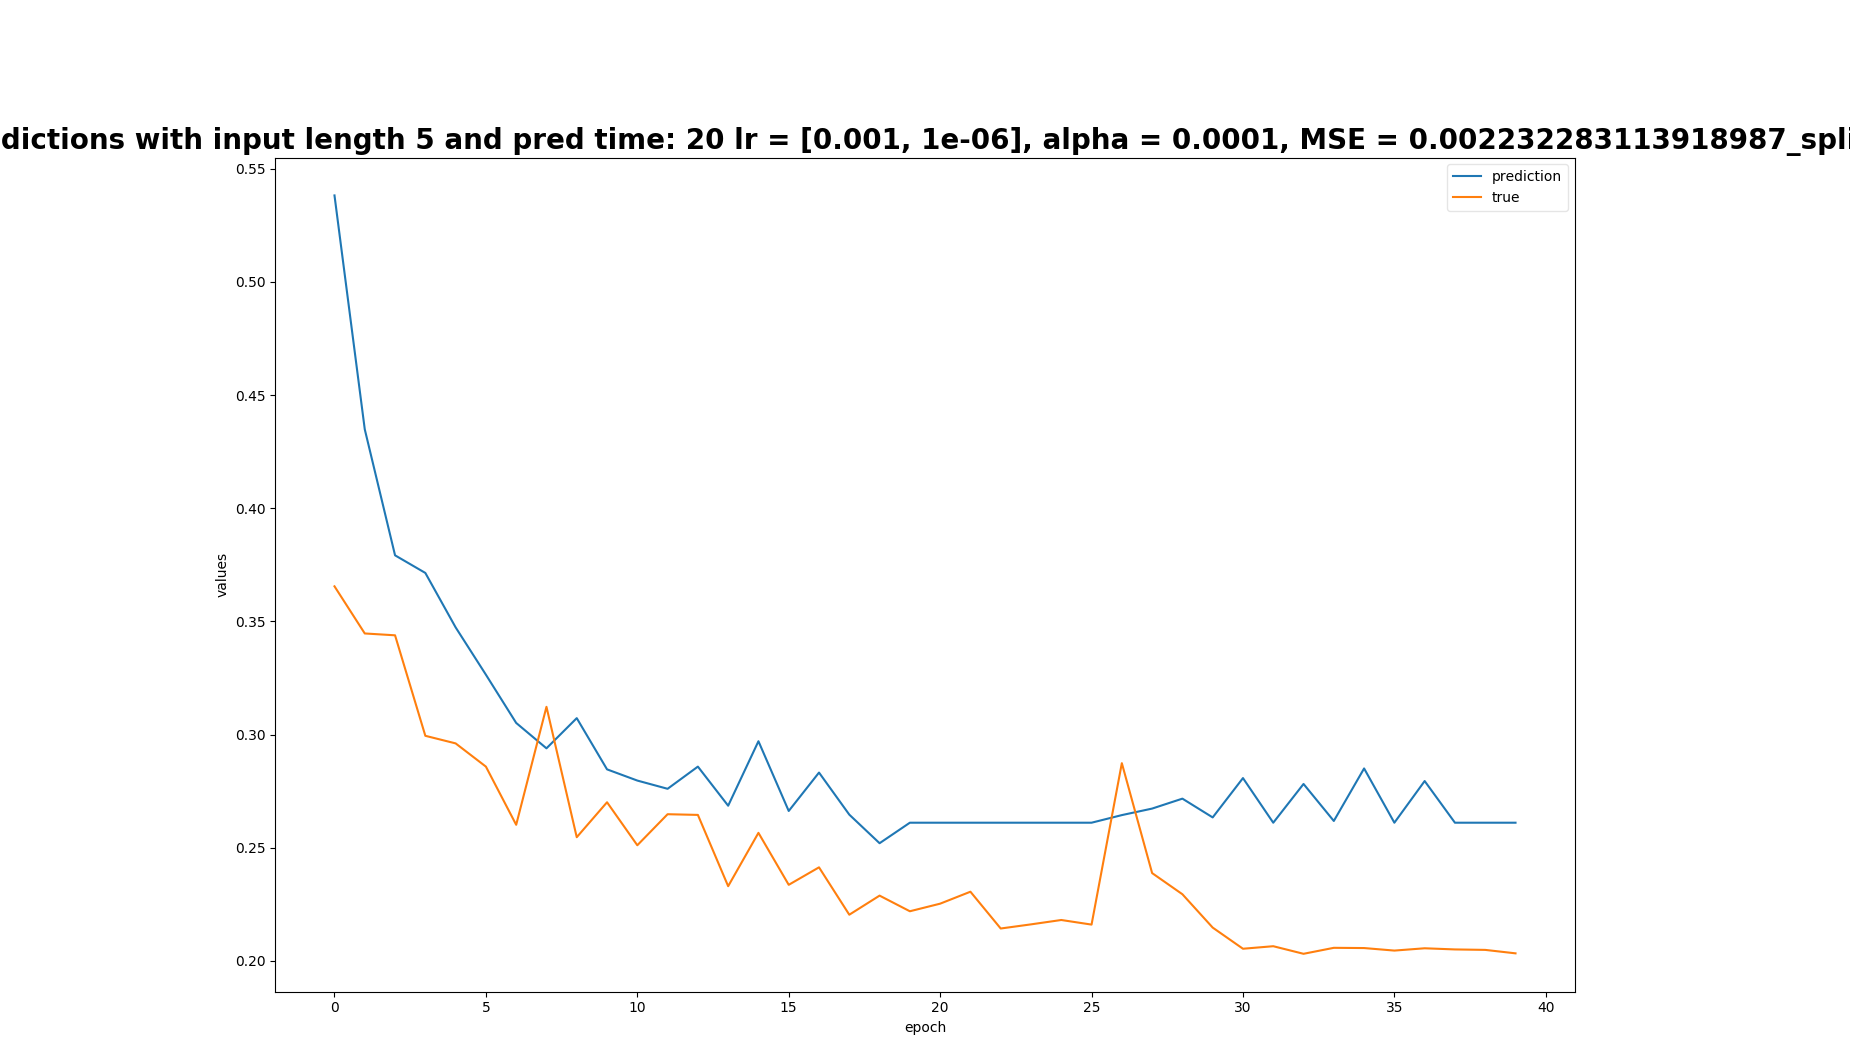 dictions with input length 5 and pred time: 20 lr = [0.001, 1e-06], alpha = 0.0001, MSE = 0.002232283113918987_spli
prediction
true
0.55
0.50
0.45
0.40
0.35
0.30
0.25
0.20
values
0 5 10 15 20 25 30 35 40
epoch